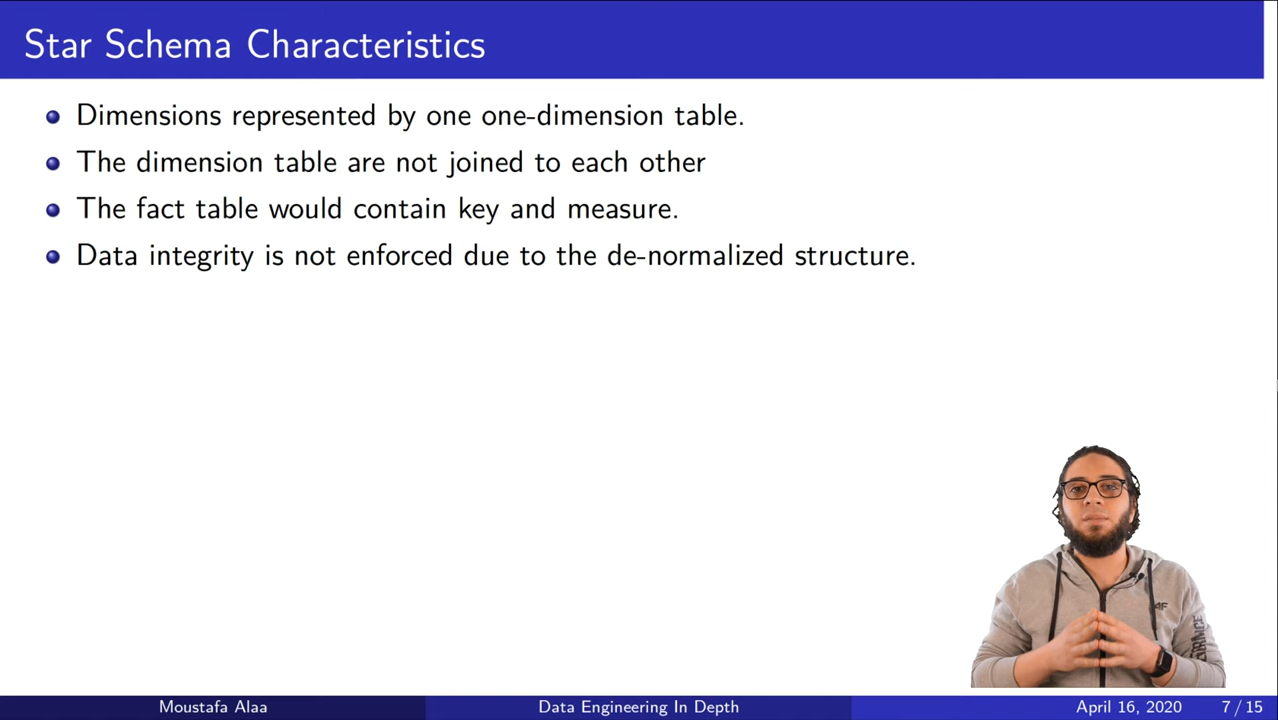 Star Schema Characteristics
Dimensions represented by one one-dimension table.
The dimension table are not joined to each other
The fact table would contain key and measure.
Data integrity is not enforced due to the de-normalized structure.
Moustafa Alaa
Data Engineering In Depth
April 16, 2020
7 / 15